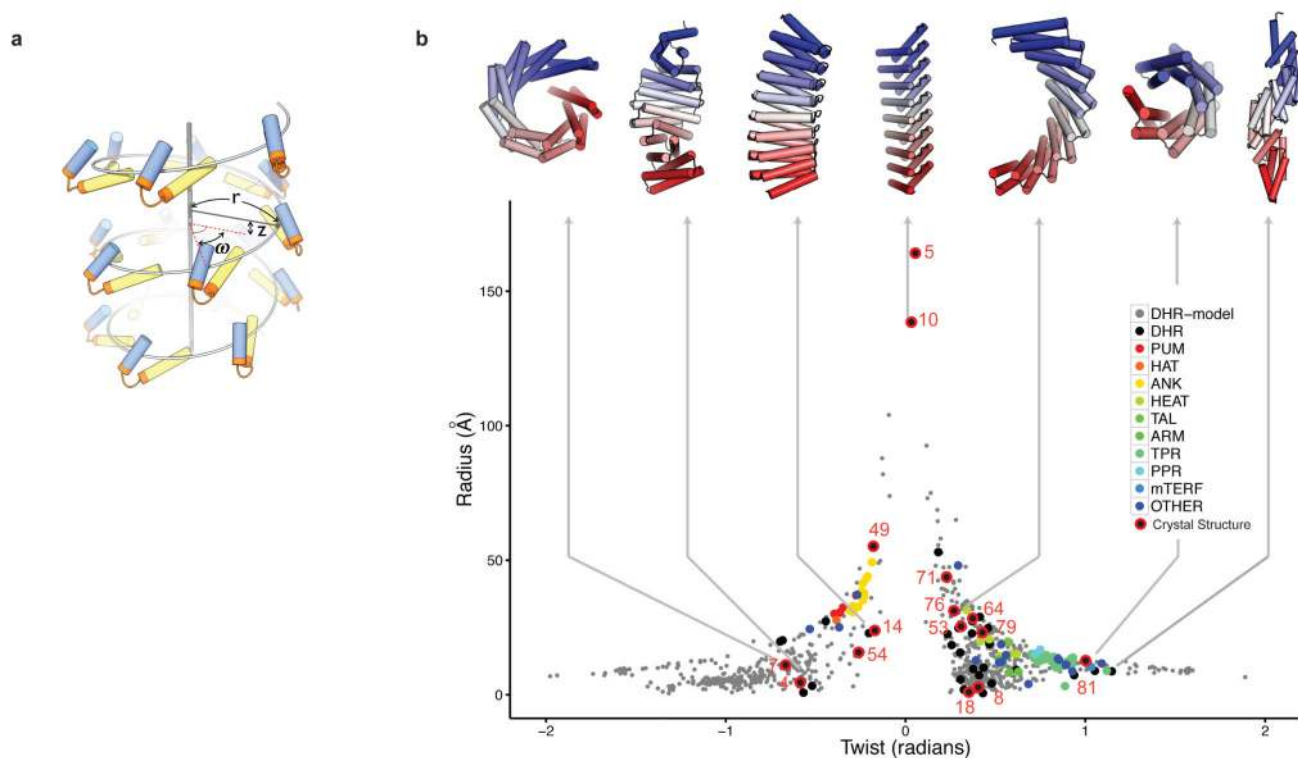 a
b
r
z
ω
5
150
10
DHR−model
DHR
PUM
HAT
ANK
HEAT
TAL
ARM
TPR
PPR
mTERF
OTHER
Crystal Structure
Radius (Å)
100
49
50
71
76
64
53
79
14
54
7
4
81
18
8
0
−2
−1
0
1
2
Twist (radians)